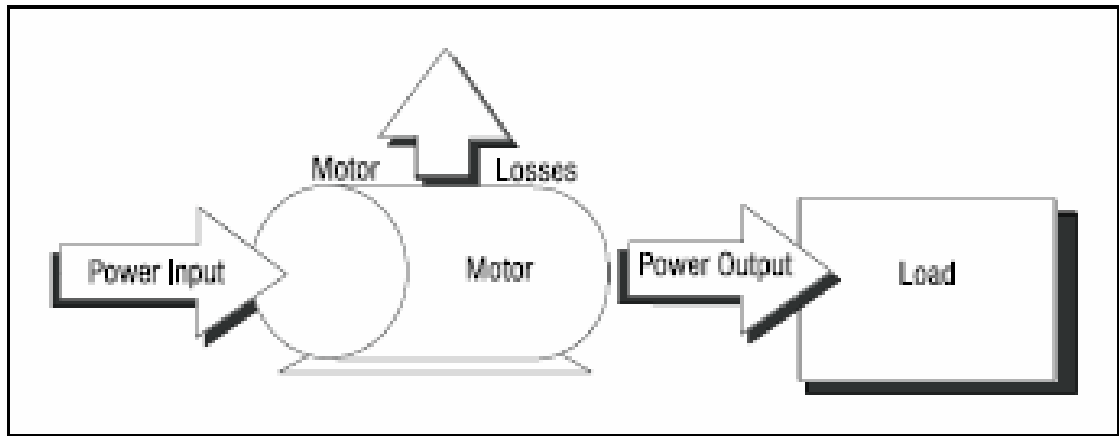 Motor Losses
Power Input
Motor
Power Output
Load